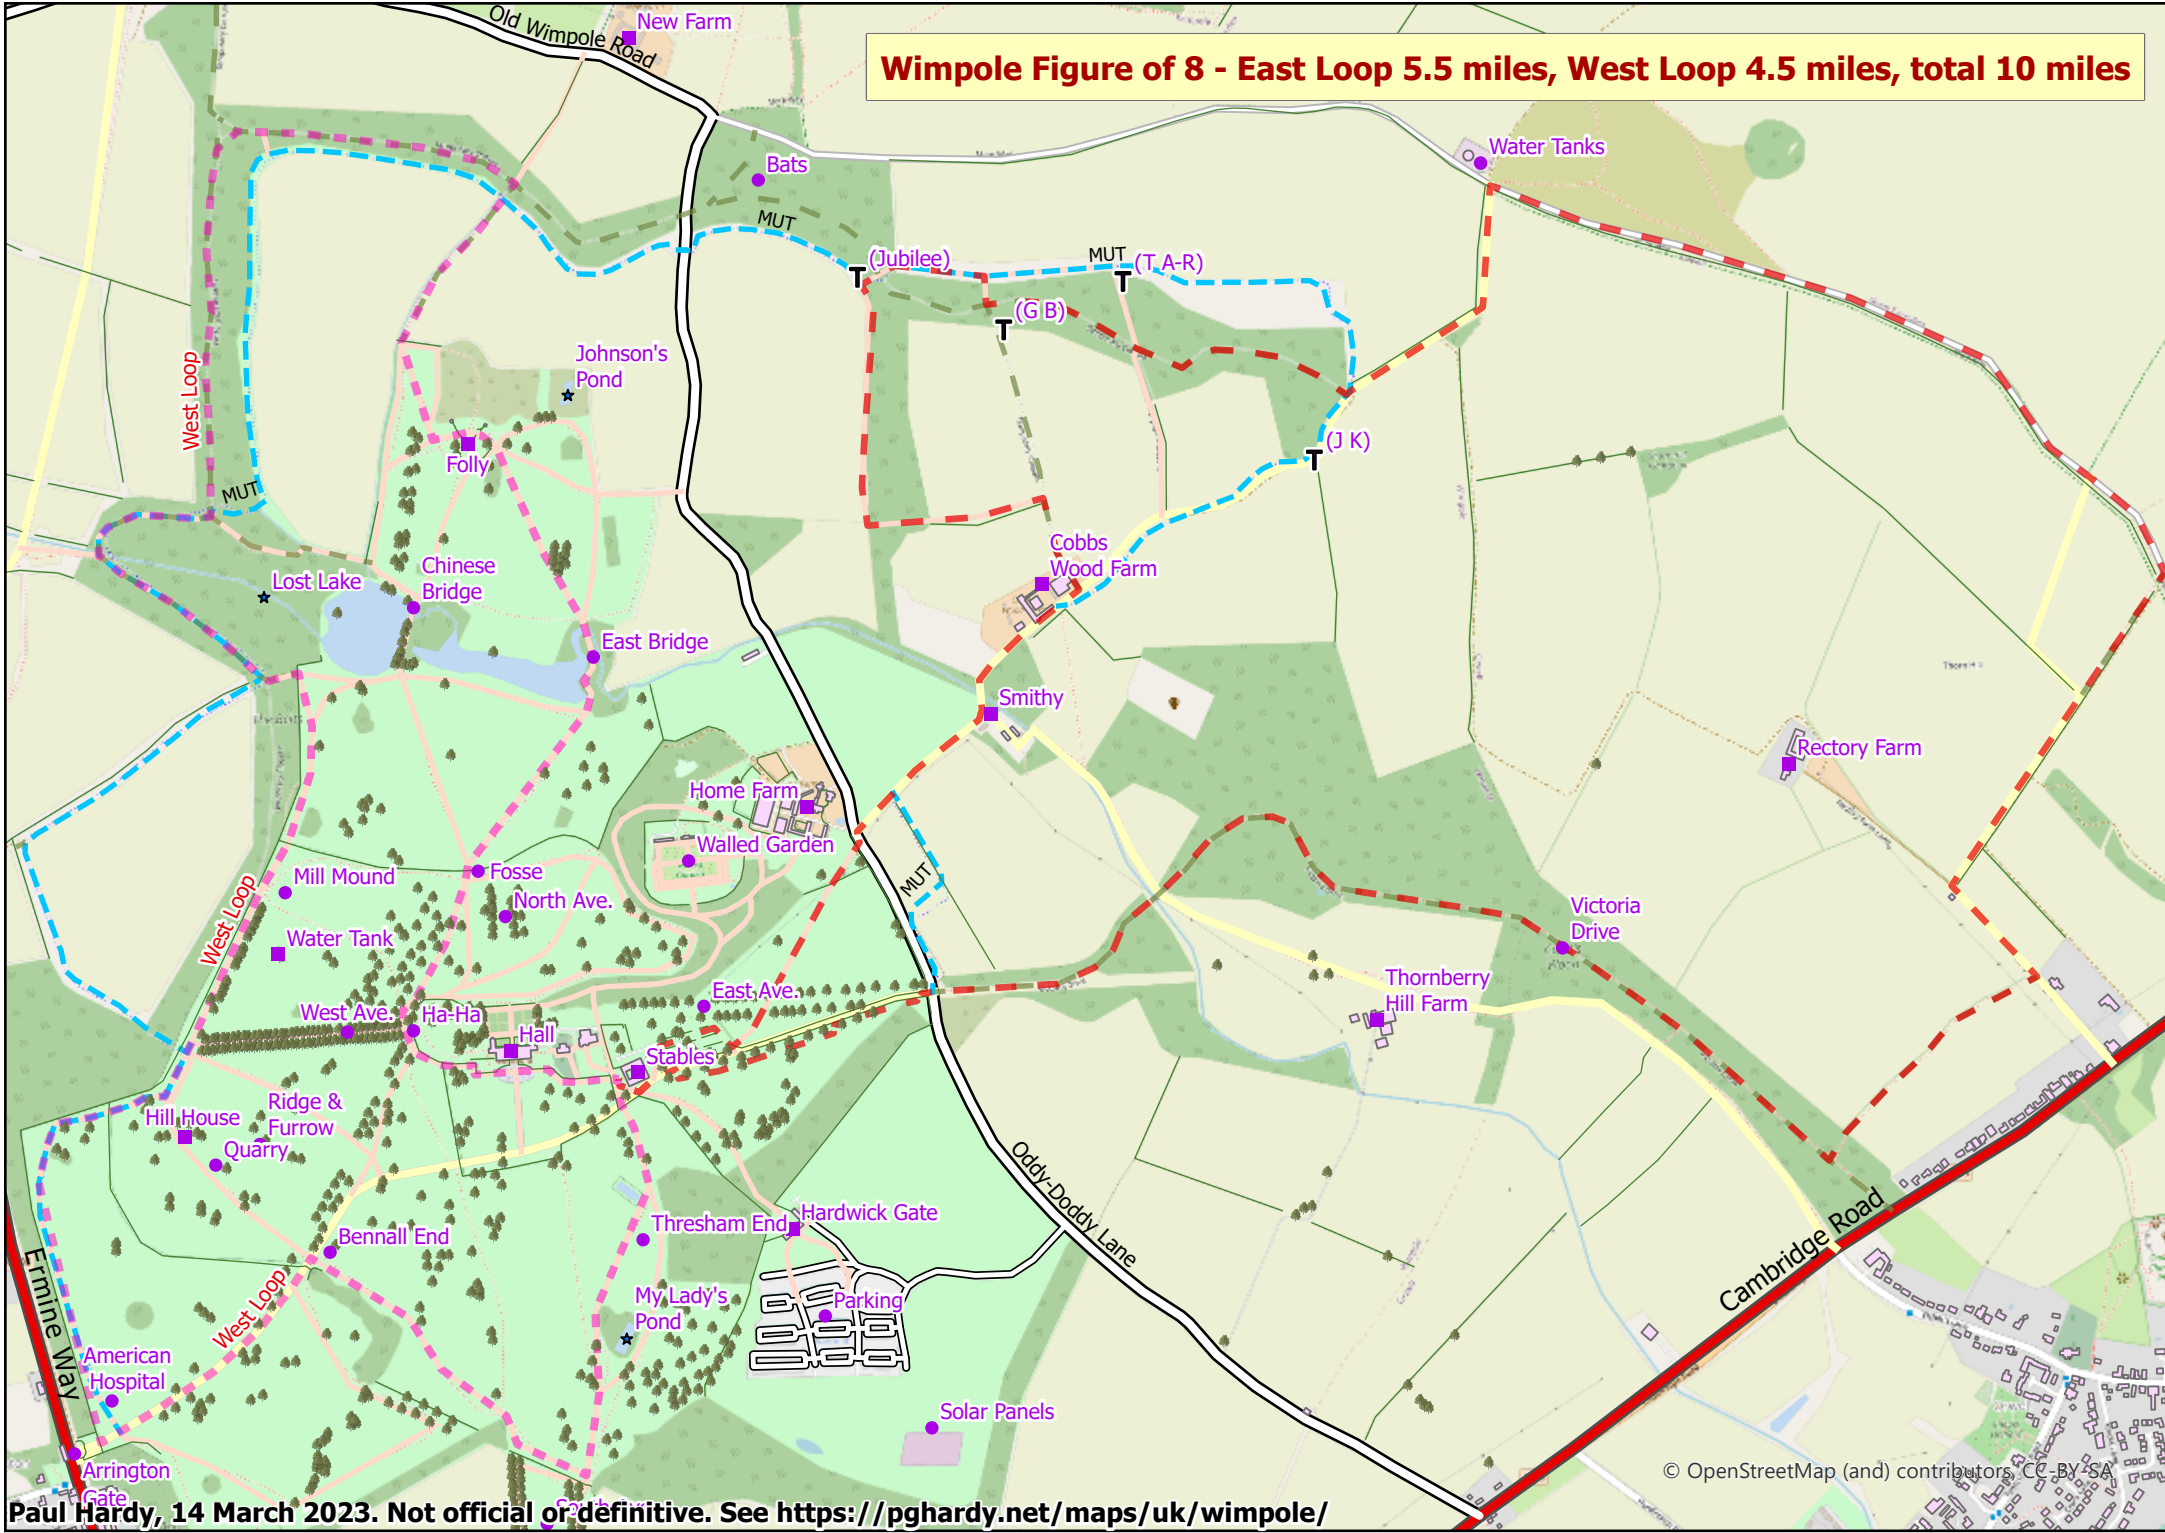 Old Wimpole Road
New Farm
Wimpole Figure of 8 - East Loop 5.5 miles, West Loop 4.5 miles, total 10 miles
Bats
Water Tanks
MUT
(Jubilee)
MUT
(T A-R)
(G B)
Johnson's
Pond
West Loop
Folly
(J K)
MUT
Cobbs
Wood Farm
Chinese
Bridge
Lost Lake
East Bridge
Smithy
Rectory Farm
Home Farm
Walled Garden
MUT
Fosse
Mill Mound
North Ave.
West Loop
Water Tank
Victoria
Drive
Thornberry
Hill Farm
East Ave.
West Ave.
Ha-Ha
Hall
Stables
Hill House
Ridge &
Furrow
Quarry
Oddy-Doddy Lane
Hardwick Gate
Thresham End
Bennall End
Cambridge Road
Ermine Way
West Loop
My Lady's
Pond
Parking
American
Hospital
Solar Panels
Arrington
Gate
© OpenStreetMap (and) contributors, CC-BY-SA
Paul Hardy, 14 March 2023. Not official or definitive. See https://pghardy.net/maps/uk/wimpole/